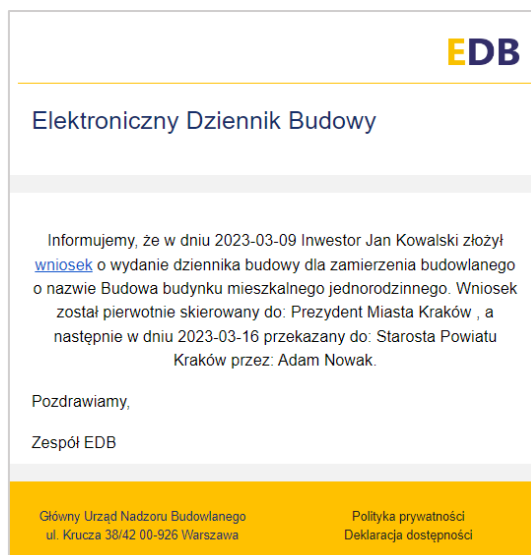 EDB
Elektroniczny Dziennik Budowy
Informujemy, że w dniu 2023-03-09 Inwestor Jan Kowalski złożył
wniosek o wydanie dziennika budowy dla zamierzenia budowlanego
o nazwie Budowa budynku mieszkalnego jednorodzinnego. Wniosek
został pierwotnie skierowany do: Prezydent Miasta Kraków , a
następnie w dniu 2023-03-16 przekazany do: Starosta Powiatu
Kraków przez: Adam Nowak.
Pozdrawiamy,
Zespół EDB
Główny Urząd Nadzoru Budowlanego
ul. Krucza 38/42 00-926 Warszawa
Polityka prywatności
Deklaracja dostępności